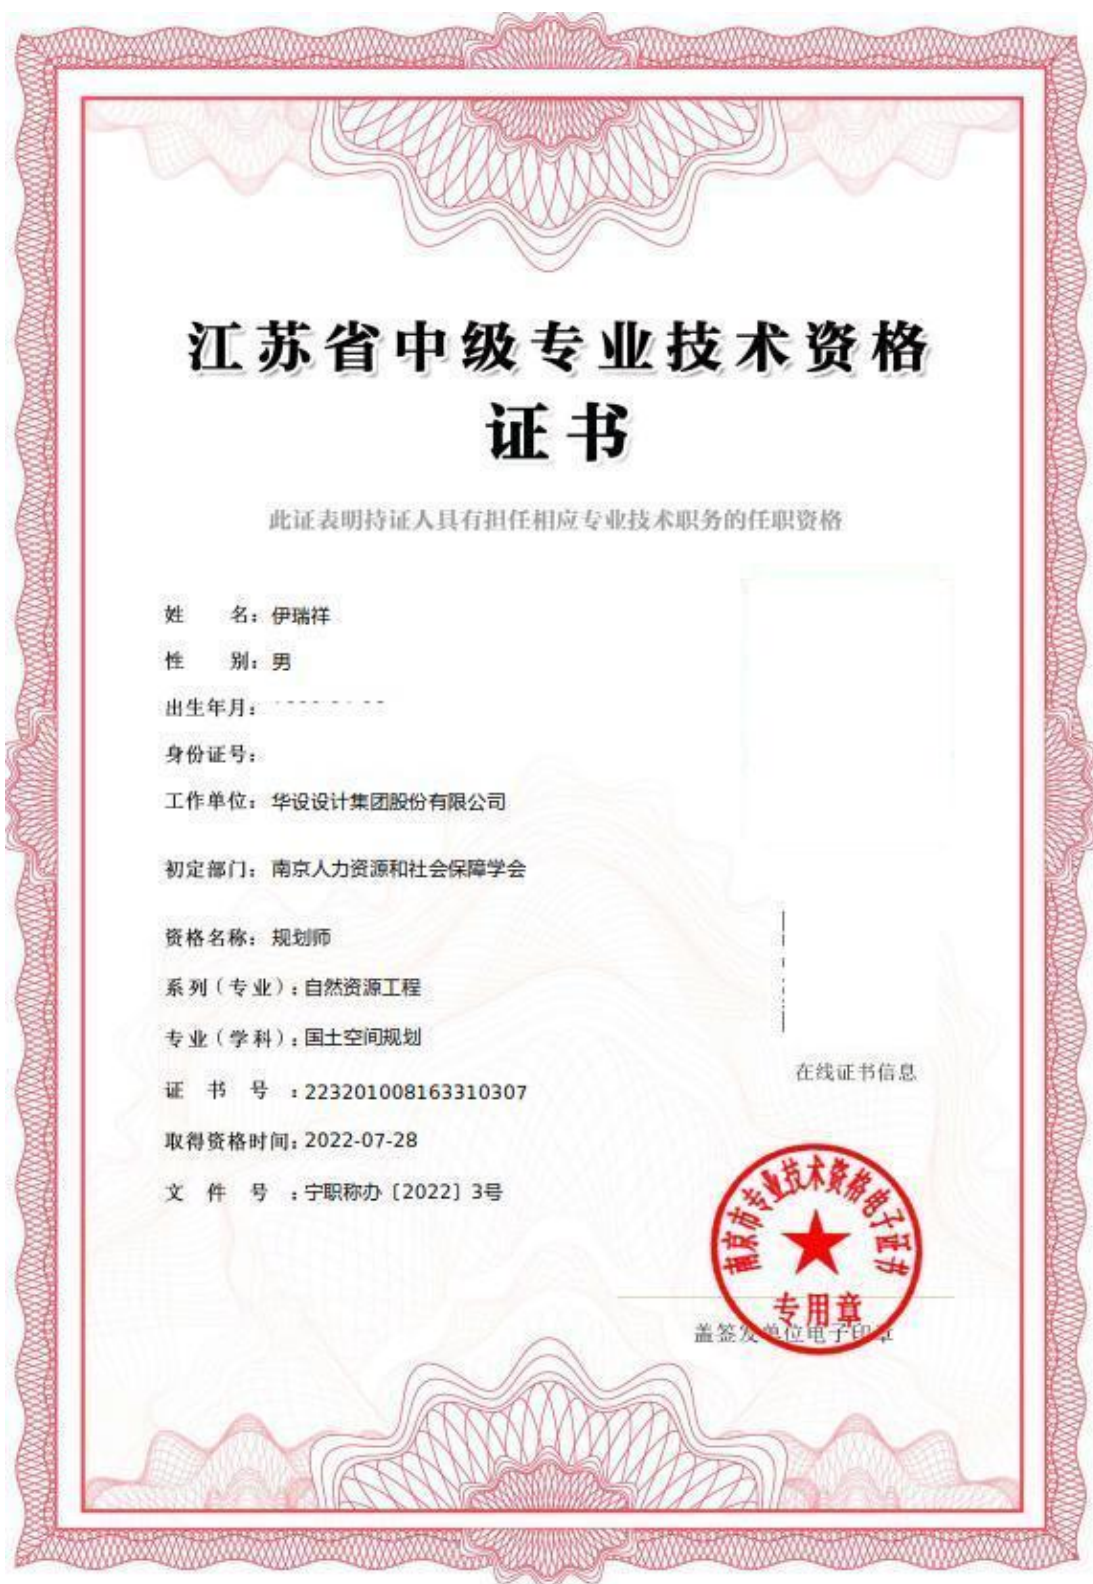 江苏省中级专业技术资格
证书
此证表明持证人具有担任相应专业技术职务的任职资格
姓 名：伊瑞祥
性 别：男
出生年月：
身份证号：
工作单位：华设设计集团股份有限公司
初定部门：南京人力资源和社会保障学会
资格名称：规划师
系列（专业）：自然资源工程
专业（学科）：国土空间规划
证 书 号 ：223201008163310307
取得资格时间：2022-07-28
文 件 号 ：宁职称办〔2022〕3号
在线证书信息
南京市专业技术资格电子证书
专用章
盖签发单位电子印章